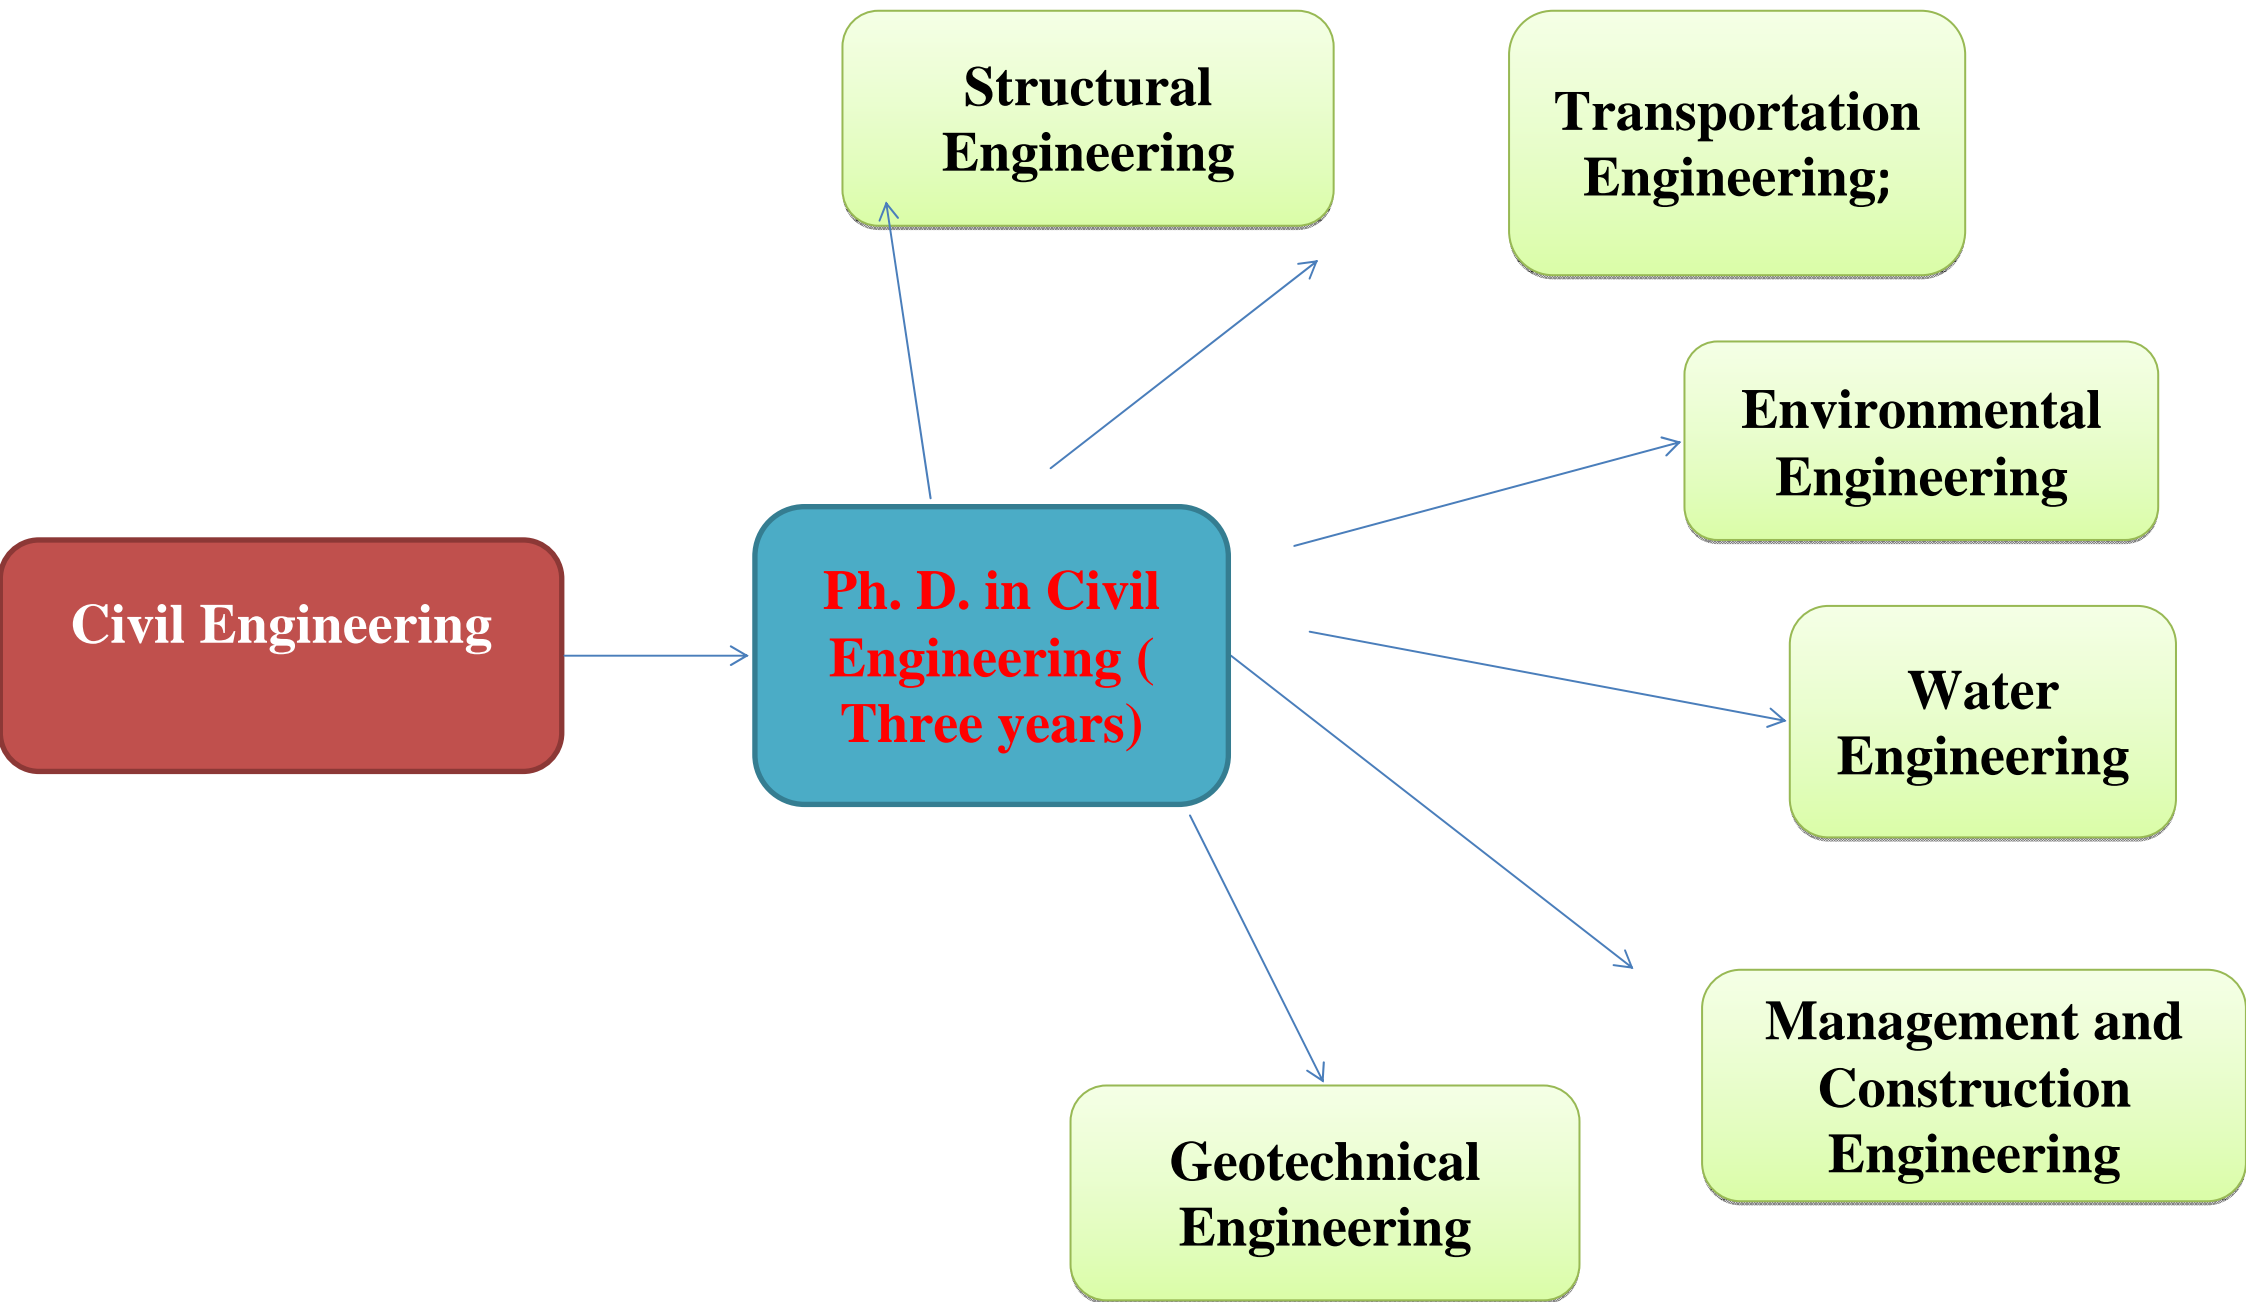 Structural
Engineering
Transportation
Engineering;
Environmental
Engineering
Civil Engineering
Ph. D. in Civil
Engineering (
Three years)
Water
Engineering
Management and
Construction
Engineering
Geotechnical
Engineering